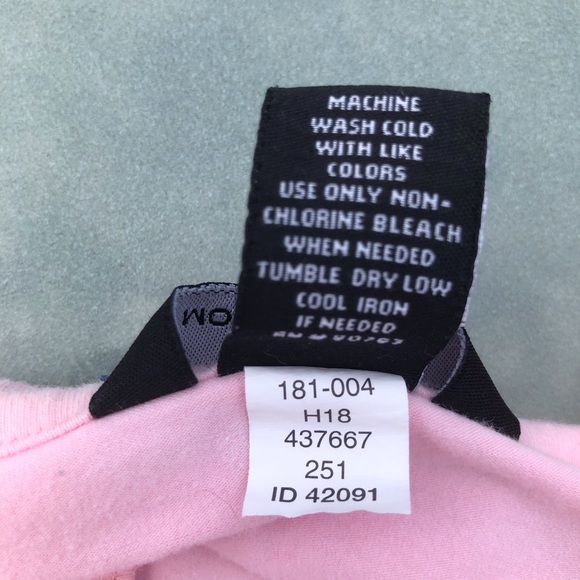 MACHINE
WASH COLD
WITH LIKE
COLORS
USE ONLY NON-
CHLORINE BLEACH
WHEN NEEDED
TUMBLE DRY LOW
COOL IRON
IF NEEDED
OM
181-004
H18
437667
251
ID 42091